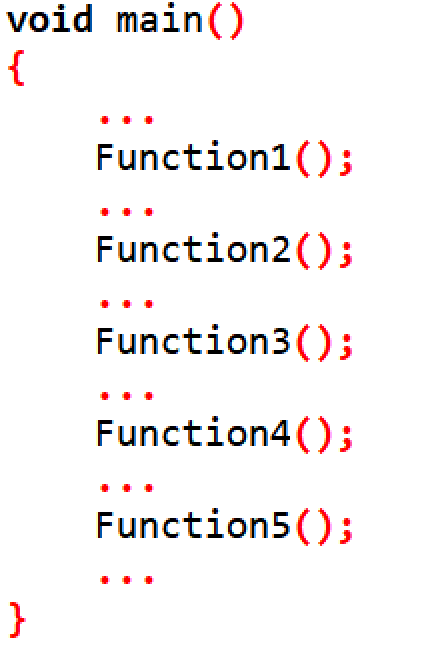 void main()
{
...
Function1();
...
Function2();
...
Function3();
...
Function4();
...
Function5();
...
}